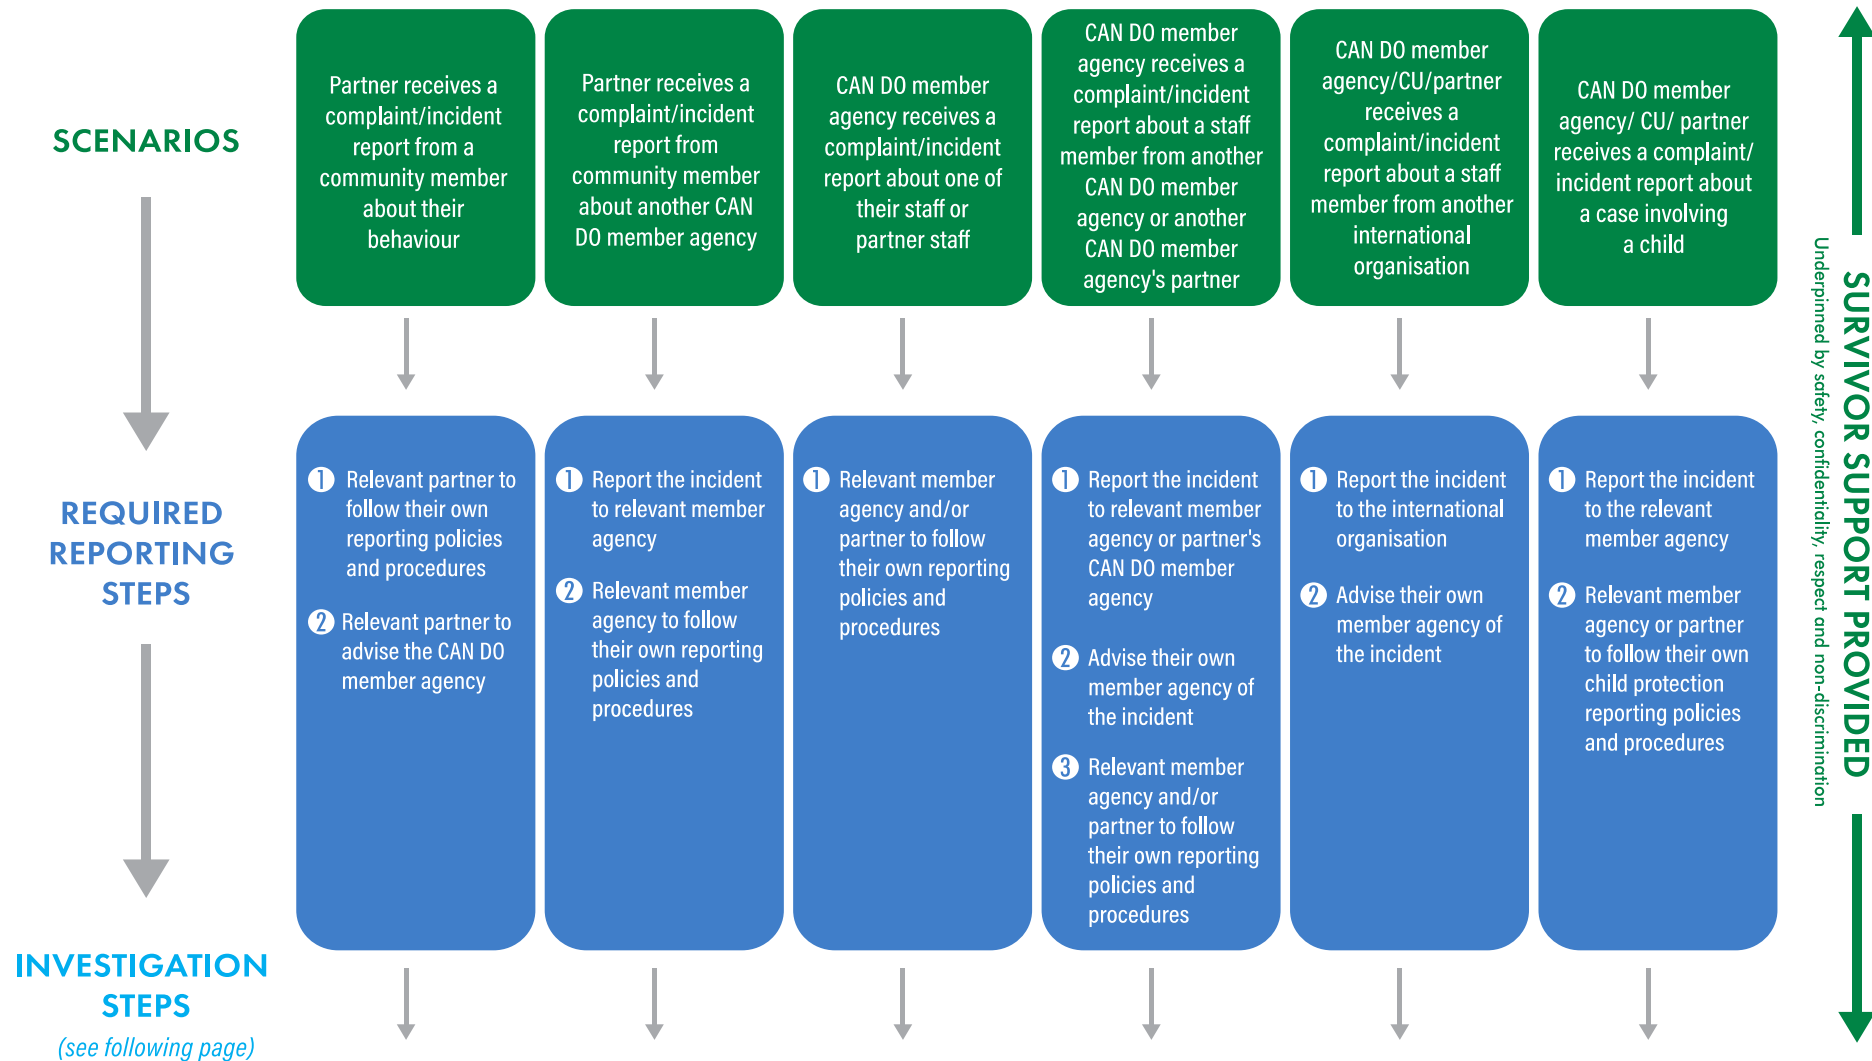 SCENARIOS
Partner receives a
complaint/incident
report from a
community member
about their
behaviour
Partner receives a
complaint/incident
report from
community member
about another CAN
DO member agency
CAN DO member
agency receives a
complaint/incident
report about one of
their staff or
partner staff
CAN DO member
agency receives a
complaint/incident
report about a staff
member from another
CAN DO member
agency or another
CAN DO member
agency's partner
CAN DO member
agency/CU/partner
receives a
complaint/incident
report about a staff
member from another
international
organisation
CAN DO member
agency/ CU/ partner
receives a complaint/
incident report about
a case involving
a child
REQUIRED
REPORTING
STEPS
1 Relevant partner to
follow their own
reporting policies
and procedures
2 Relevant partner to
advise the CAN DO
member agency
1 Report the incident
to relevant member
agency
2 Relevant member
agency to follow
their own reporting
policies and
procedures
1 Relevant member
agency and/or
partner to follow
their own reporting
policies and
procedures
1 Report the incident
to relevant member
agency or partner's
CAN DO member
agency
2 Advise their own
member agency of
the incident
3 Relevant member
agency and/or
partner to follow
their own reporting
policies and
procedures
1 Report the incident
to the international
organisation
2 Advise their own
member agency of
the incident
1 Report the incident
to the relevant
member agency
2 Relevant member
agency or partner
to follow their own
child protection
reporting policies
and procedures
INVESTIGATION
STEPS
(see following page)
SURVIVOR SUPPORT PROVIDED
Underpinned by safety, confidentiality, respect and non-discrimination